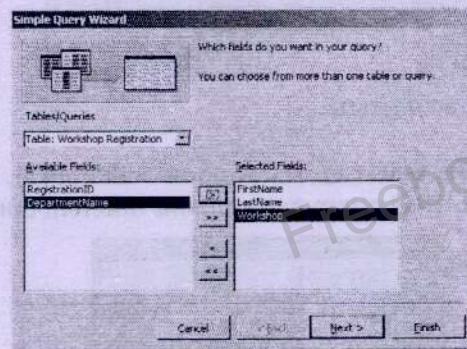 Simple Query Wizard
Which fields do you want in your query?
You can choose from more than one table or query.
Tables/Queries
Table: Workshop Registration
Available Fields:
Selected Fields:
RegistrationID
DepartmentName
>
>>
<
<<
FirstName
LastName
Workshop
Cancel
< Back
Next >
Finish